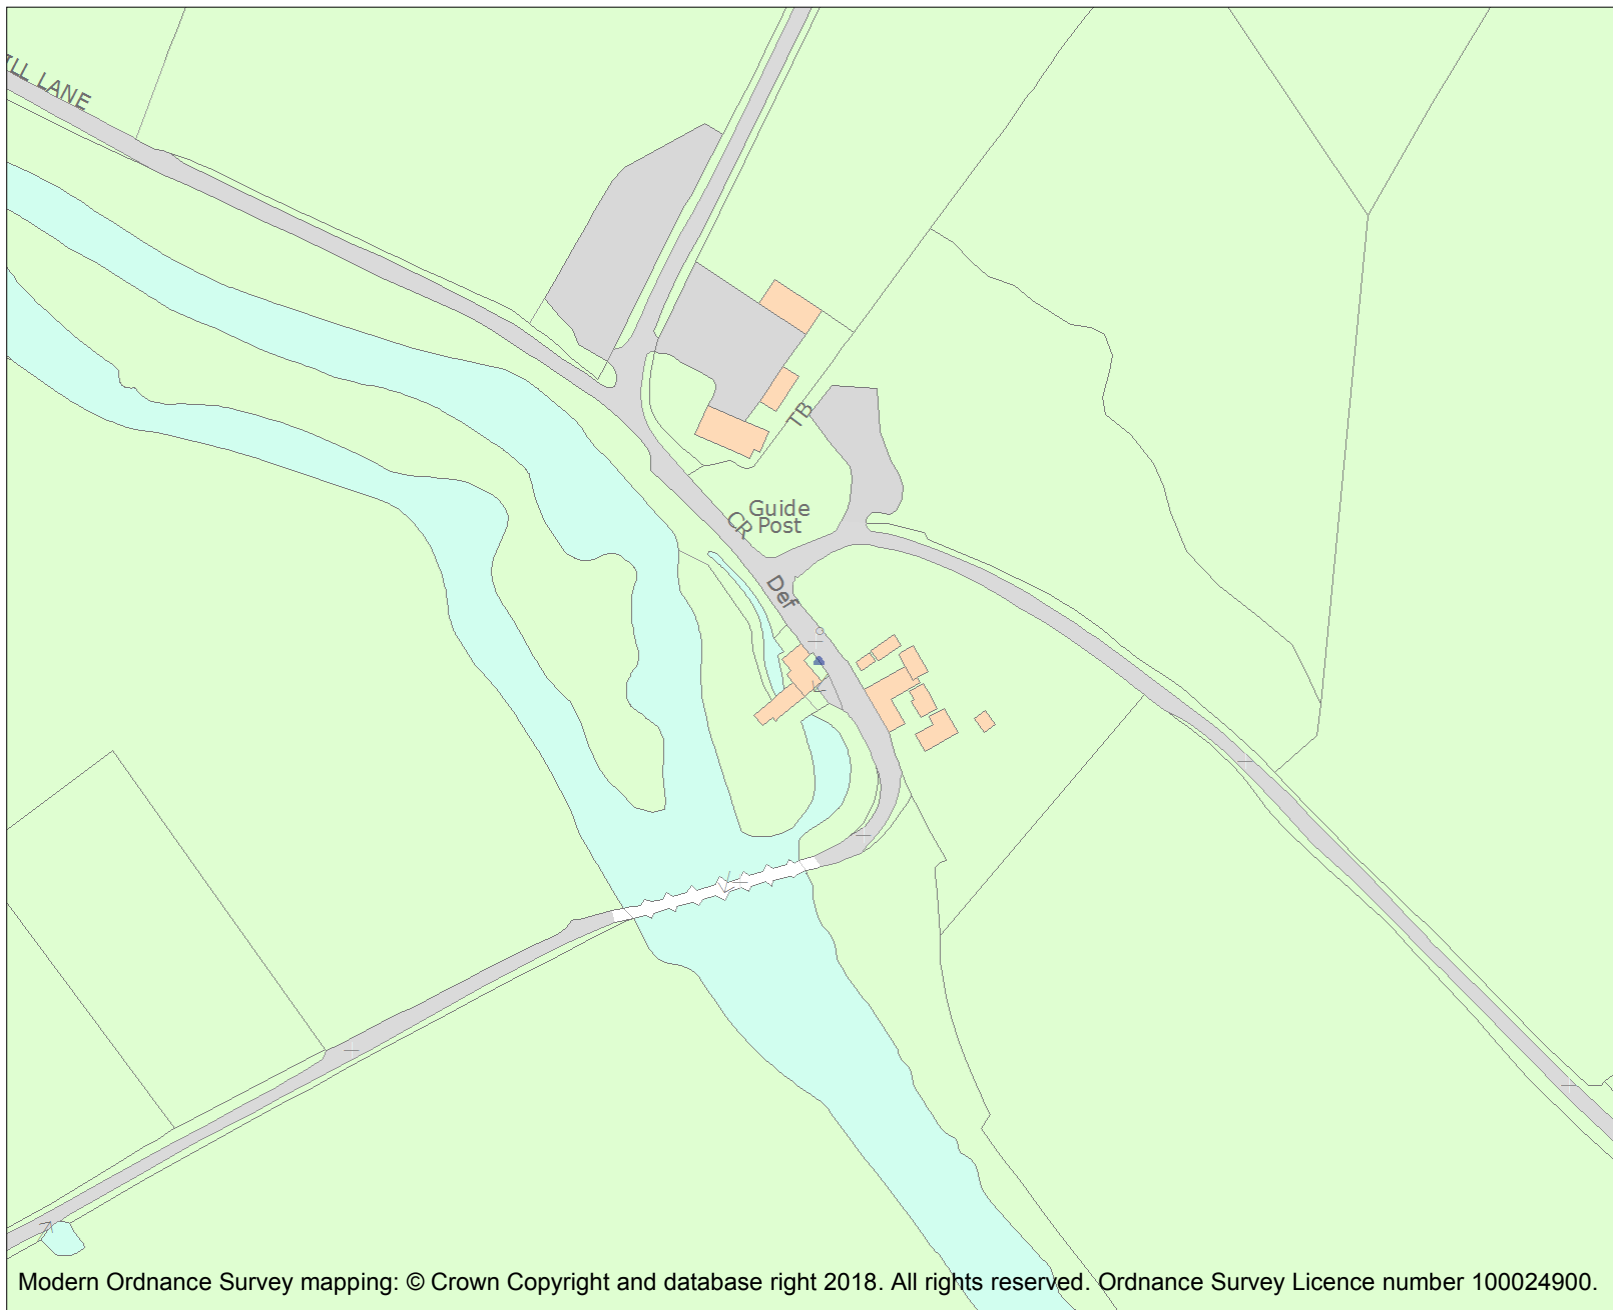 ILL LANE
TB
Guide
Post
CR
Def
Modern Ordnance Survey mapping: © Crown Copyright and database right 2018. All rights reserved. Ordnance Survey Licence number 100024900.